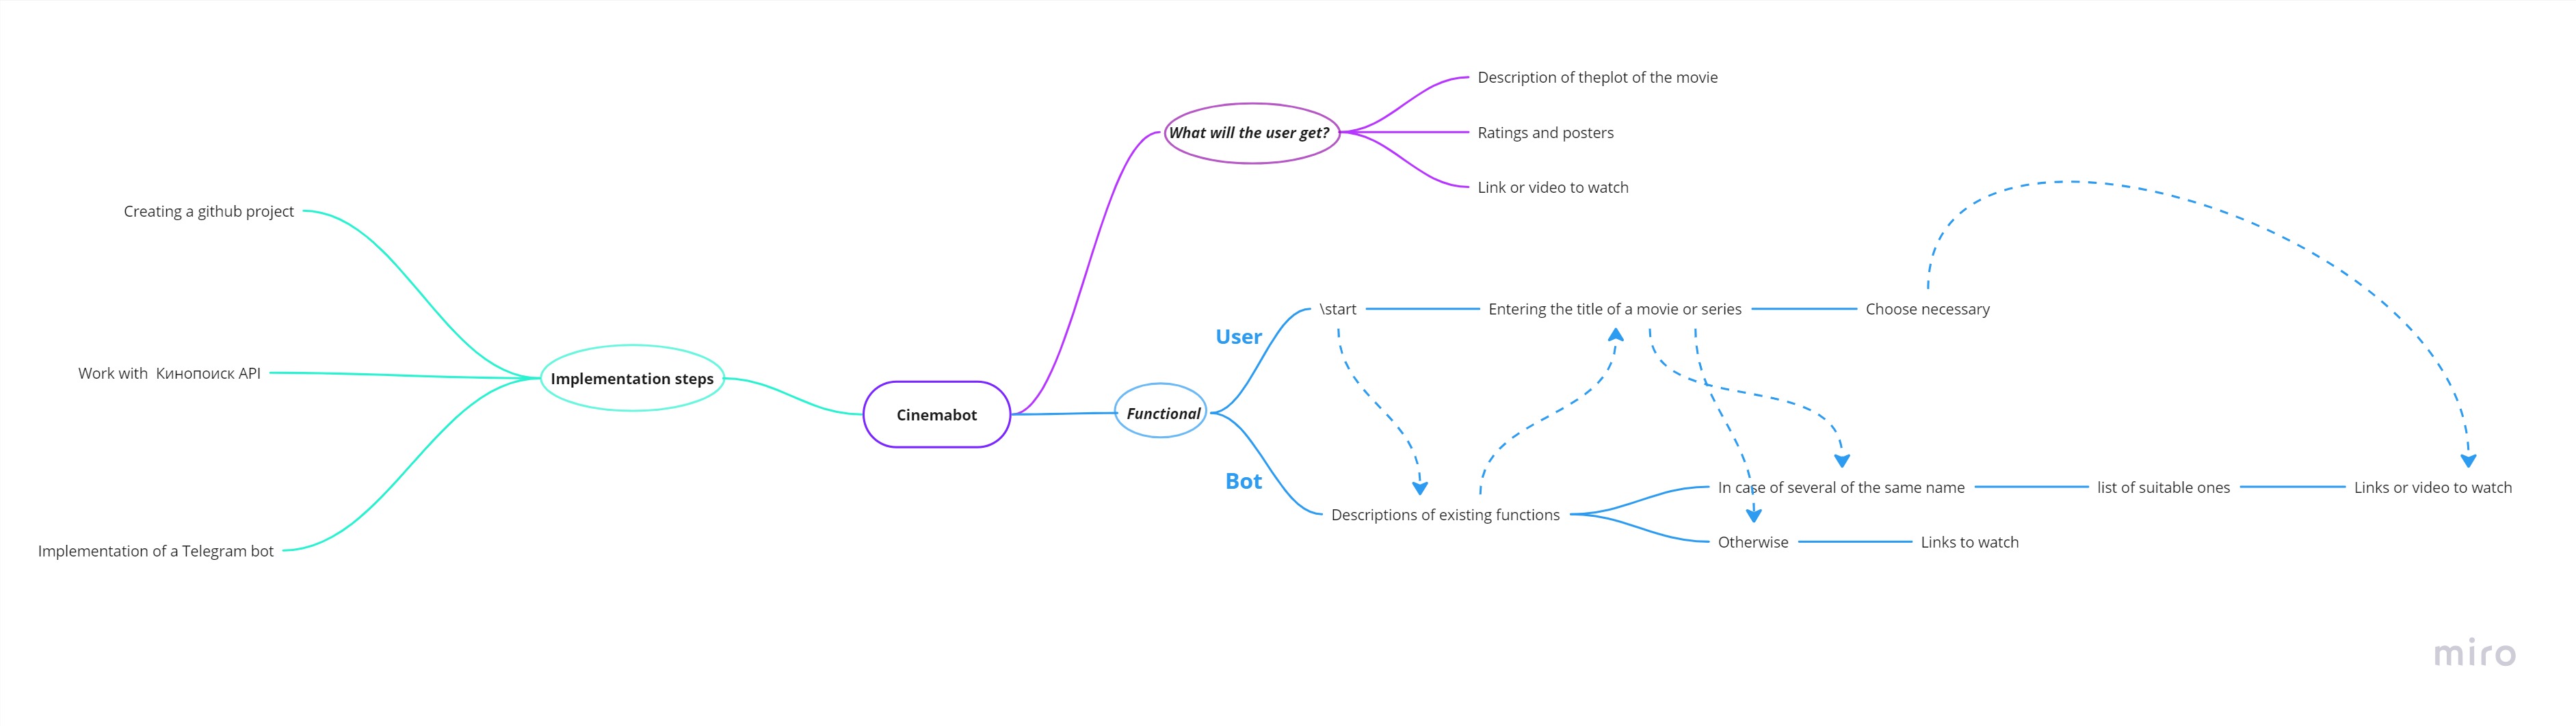 Description of theplot of the movie
What will the user get?
Ratings and posters
Link or video to watch
Creating a github project
Work with  Кинопоиск API
Implementation steps
Implementation of a Telegram bot
Cinemabot
Functional
User
\start
Entering the title of a movie or series
Choose necessary
Bot
Descriptions of existing functions
In case of several of the same name
list of suitable ones
Links or video to watch
Otherwise
Links to watch
miro